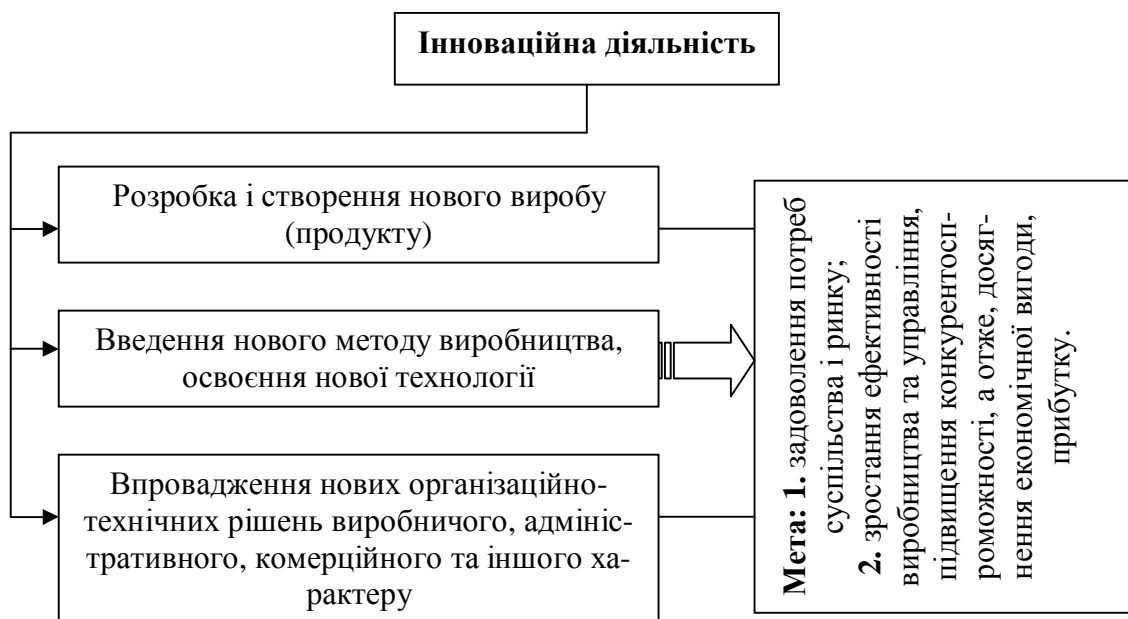 Інноваційна діяльність
Розробка і створення нового виробу
(продукту)
Введення нового методу виробництва,
освоєння нової технології
Впровадження нових організаційно-
технічних рішень виробничого, адмініс-
тративного, комерційного та іншого ха-
рактеру
Мета: 1. задоволення потреб
суспільства і ринку;
2. зростання ефективності
виробництва та управління,
підвищення конкурентосп-
роможності, а отже, досяг-
нення економічної вигоди,
прибутку.